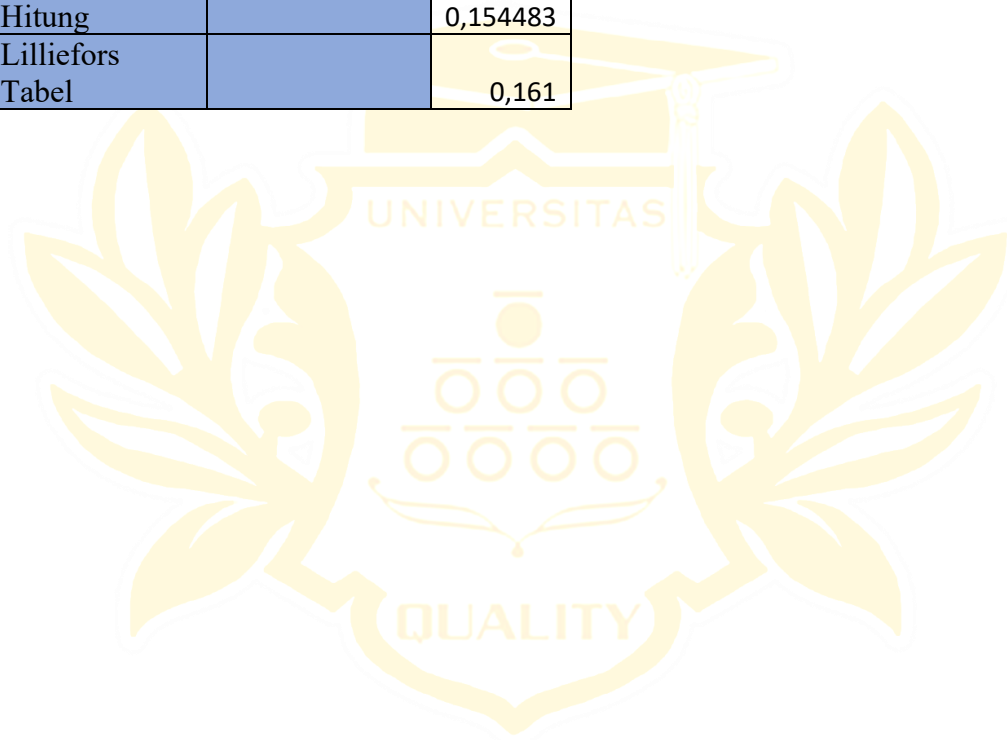 Hitung 0,154483
Lilliefors
Tabel 0,161
UNIVERSITAS
QUALITY